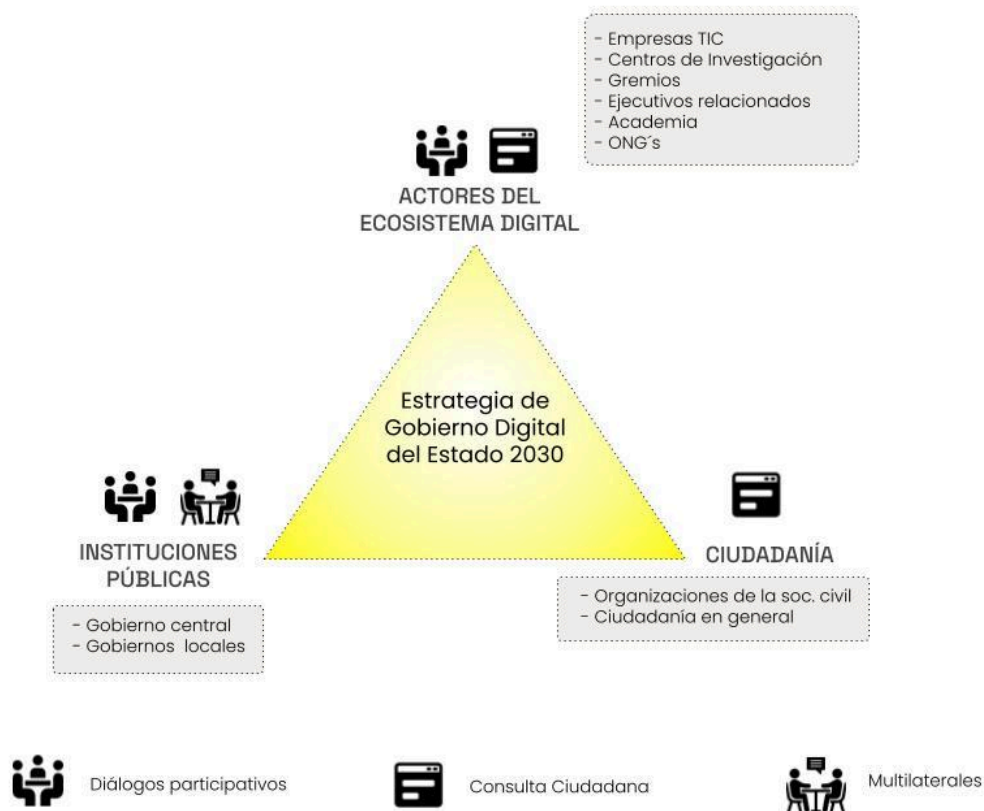 - Empresas TIC
- Centros de Investigación
- Gremios
- Ejecutivos relacionados
- Academia
- ONG´s
ACTORES DEL
ECOSISTEMA DIGITAL
Estrategia de
Gobierno Digital
del Estado 2030
INSTITUCIONES
PÚBLICAS
- Gobierno central
- Gobiernos locales
CIUDADANÍA
- Organizaciones de la soc. civil
- Ciudadanía en general
Diálogos participativos
Consulta Ciudadana
Multilaterales